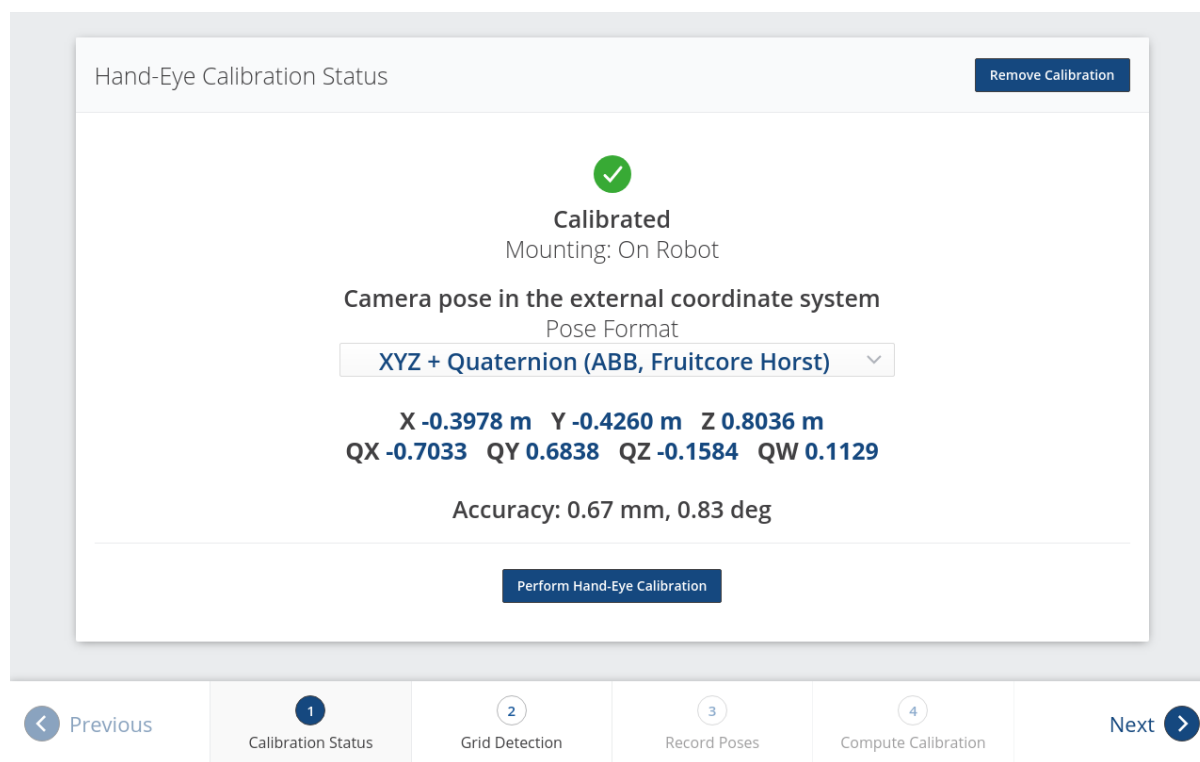 Hand-Eye Calibration Status
Remove Calibration
Calibrated
Mounting: On Robot
Camera pose in the external coordinate system
Pose Format
XYZ + Quaternion (ABB, Fruitcore Horst)
X -0.3978 m Y -0.4260 m Z 0.8036 m
QX -0.7033 QY 0.6838 QZ -0.1584 QW 0.1129
Accuracy: 0.67 mm, 0.83 deg
Perform Hand-Eye Calibration
Previous
1
Calibration Status
2
Grid Detection
3
Record Poses
4
Compute Calibration
Next